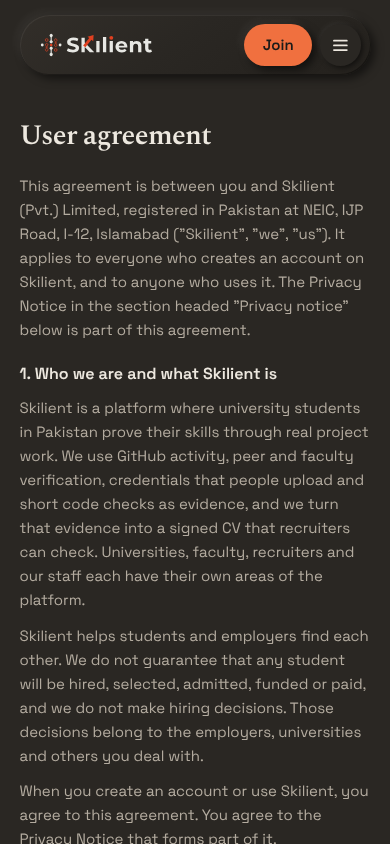 Skilient
Join
User agreement
This agreement is between you and Skilient
(Pvt.) Limited, registered in Pakistan at NEIC, IJP
Road, I-12, Islamabad ("Skilient", "we", "us"). It
applies to everyone who creates an account on
Skilient, and to anyone who uses it. The Privacy
Notice in the section headed "Privacy notice"
below is part of this agreement.
1. Who we are and what Skilient is
Skilient is a platform where university students
in Pakistan prove their skills through real project
work. We use GitHub activity, peer and faculty
verification, credentials that people upload and
short code checks as evidence, and we turn
that evidence into a signed CV that recruiters
can check. Universities, faculty, recruiters and
our staff each have their own areas of the
platform.
Skilient helps students and employers find each
other. We do not guarantee that any student
will be hired, selected, admitted, funded or paid,
and we do not make hiring decisions. Those
decisions belong to the employers, universities
and others you deal with.
When you create an account or use Skilient, you
agree to this agreement. You agree to the
Privacy Notice that forms part of it.